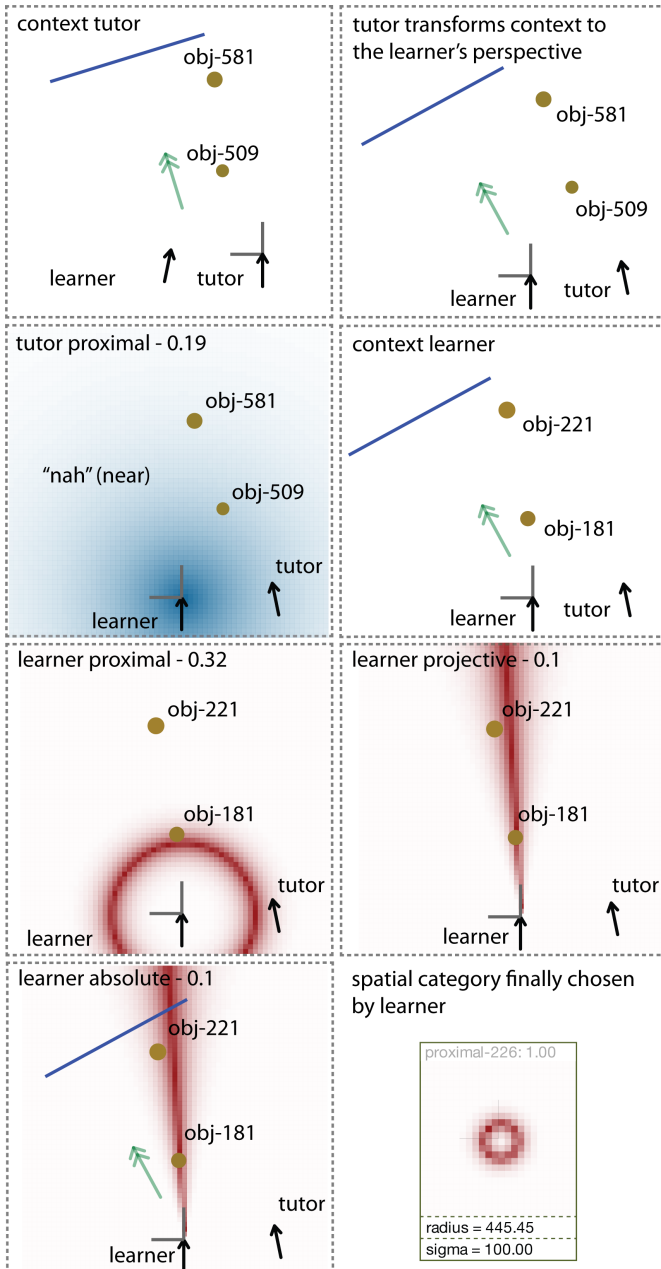 context tutor
obj-581
obj-509
learner
tutor
tutor transforms context to
the learner’s perspective
obj-581
obj-509
learner
tutor
tutor proximal - 0.19
obj-581
“nah” (near)
obj-509
tutor
learner
context learner
obj-221
obj-181
learner
tutor
learner proximal - 0.32
obj-221
obj-181
tutor
learner
learner projective - 0.1
obj-221
obj-181
tutor
learner
learner absolute - 0.1
obj-221
obj-181
tutor
learner
spatial category finally chosen
by learner
proximal-226: 1.00
radius = 445.45
sigma = 100.00